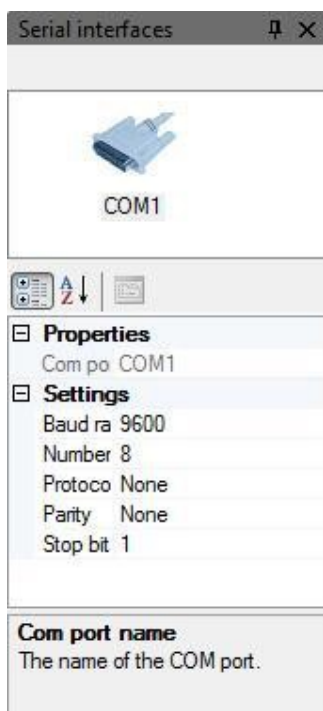 Serial interfaces
COM1
A
Z
Properties
Com po COM1
Settings
Baud ra 9600
Number 8
Protoco None
Parity None
Stop bit 1
Com port name
The name of the COM port.